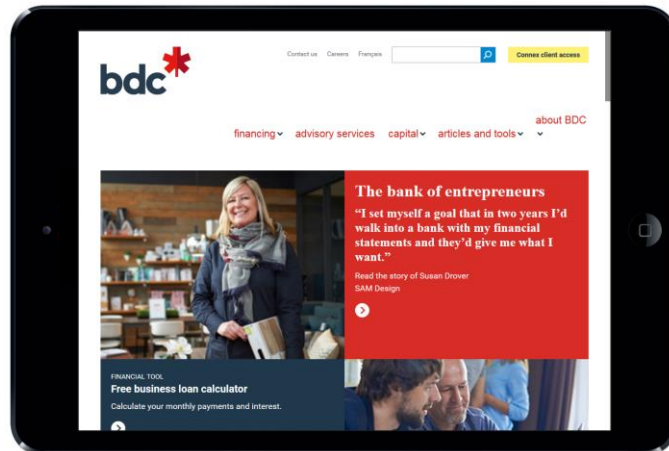 bdc
Contact us Careers Français
Connex client access
financing advisory services capital articles and tools about BDC
The bank of entrepreneurs
“I set myself a goal that in two years I’d
walk into a bank with my financial
statements and they’d give me what I
want.”
Read the story of Susan Drover
SAM Design
FINANCIAL TOOL
Free business loan calculator
Calculate your monthly payments and interest.